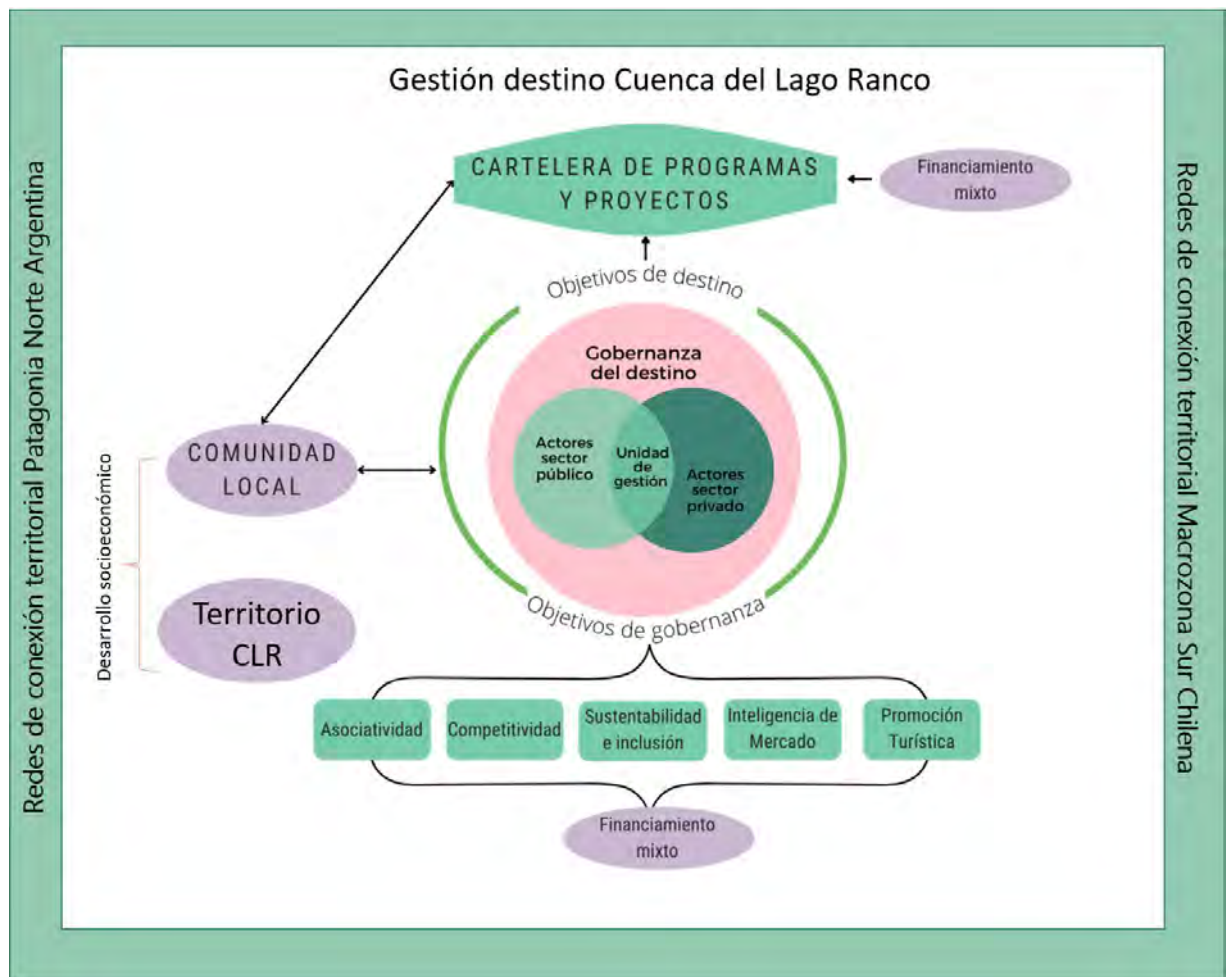 Gestión destino Cuenca del Lago Ranco
CARTELERA DE PROGRAMAS
Y PROYECTOS
Financiamiento
mixto
Objetivos de destino
Gobernanza
del destino
Actores
sector
público
Unidad
de
gestión
Actores
sector
privado
Objetivos de gobernanza
COMUNIDAD
LOCAL
Territorio
CLR
Desarrollo socioeconómico
Asociatividad
Competitividad
Sustentabilidad
e inclusión
Inteligencia de
Mercado
Promoción
Turística
Financiamiento
mixto
Redes de conexión territorial Patagonia Norte Argentina
Redes de conexión territorial Macrozona Sur Chilena